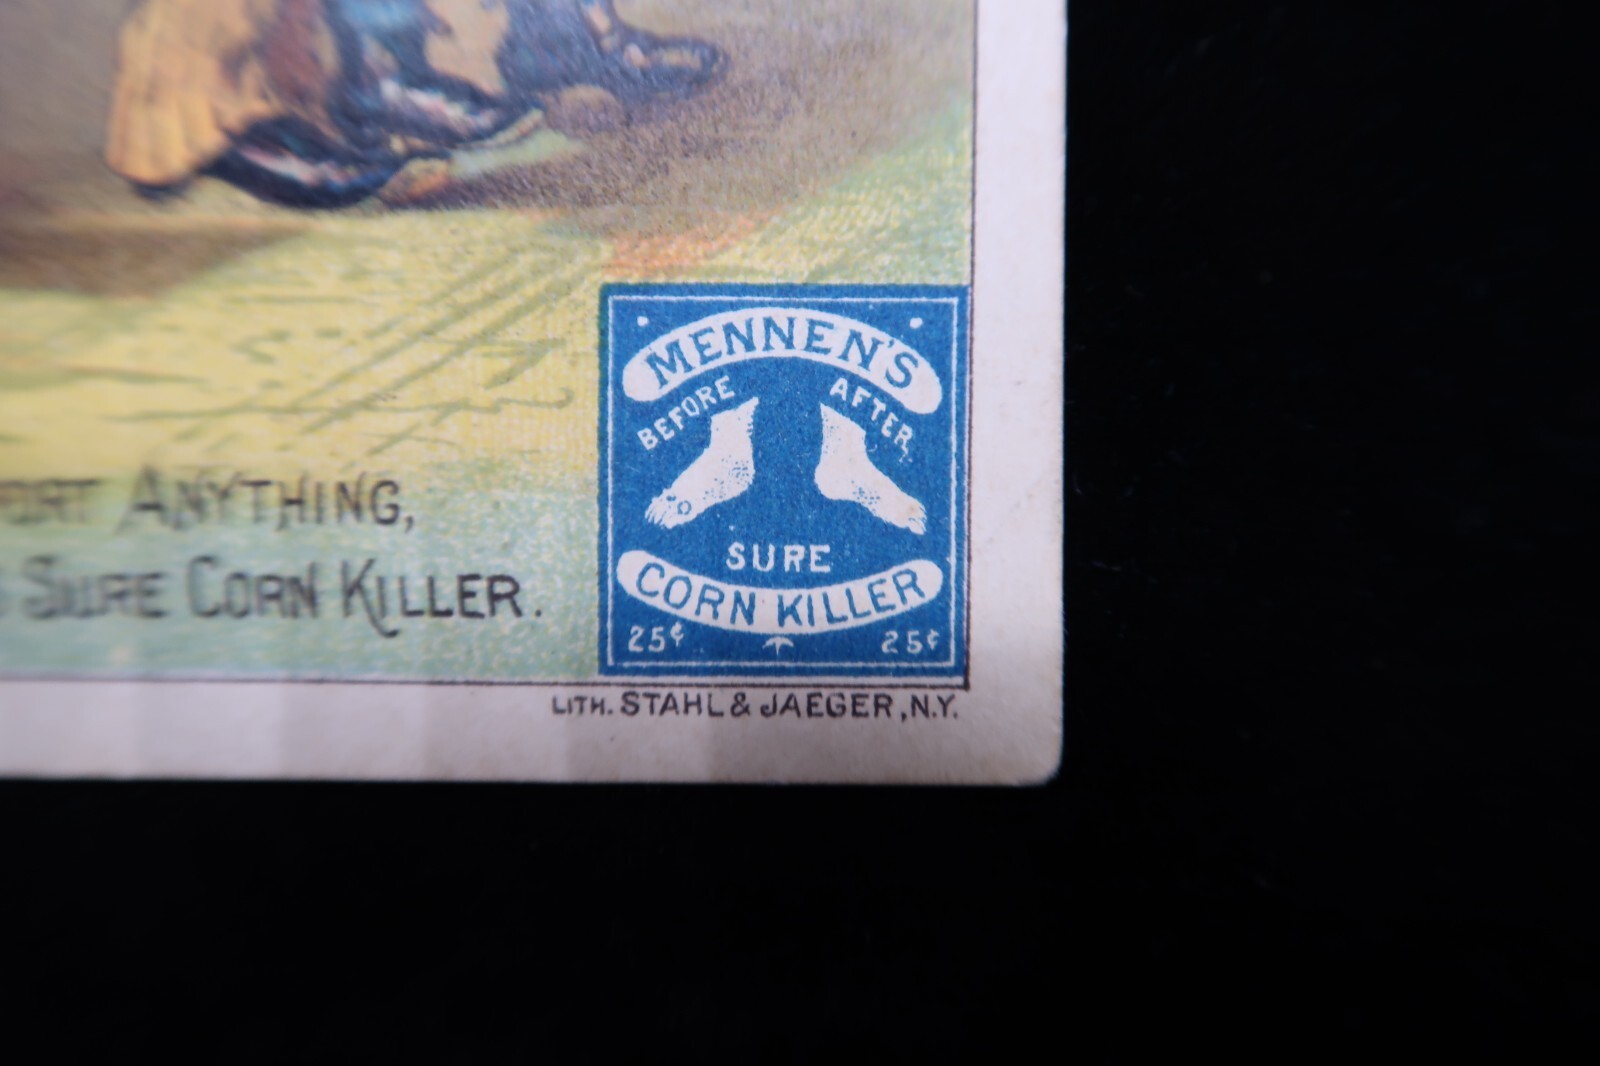 ANYTHING,
SURE CORN KILLER.
MENNEN'S
BEFORE AFTER
SURE
CORN KILLER
25¢ 25¢
LITH. STAHL & JAEGER, N.Y.